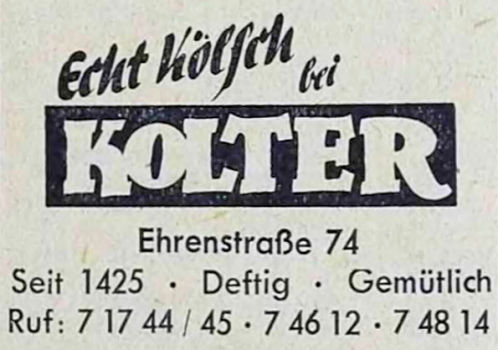 Echt Kölsch
bei
KOLTER
Ehrenstraße 74
Seit 1425 · Deftig · Gemütlich
Ruf: 7 17 44 / 45 · 7 46 12 · 7 48 14